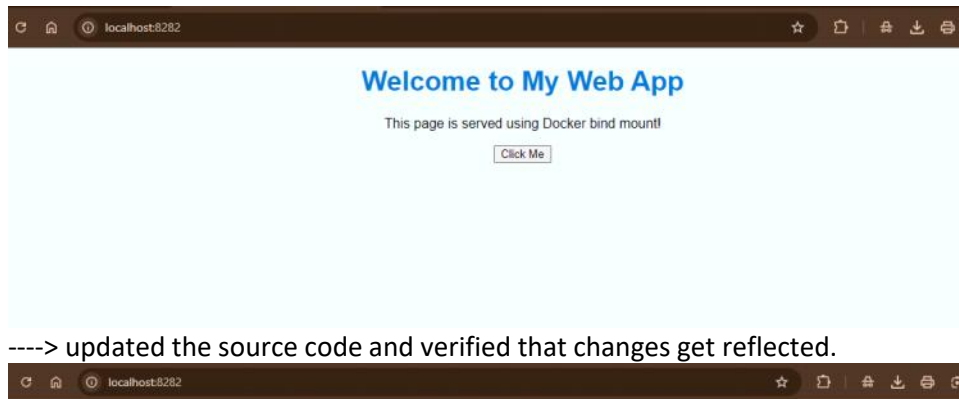 localhost:8282
Welcome to My Web App
This page is served using Docker bind mount!
Click Me
----> updated the source code and verified that changes get reflected.
localhost:8282